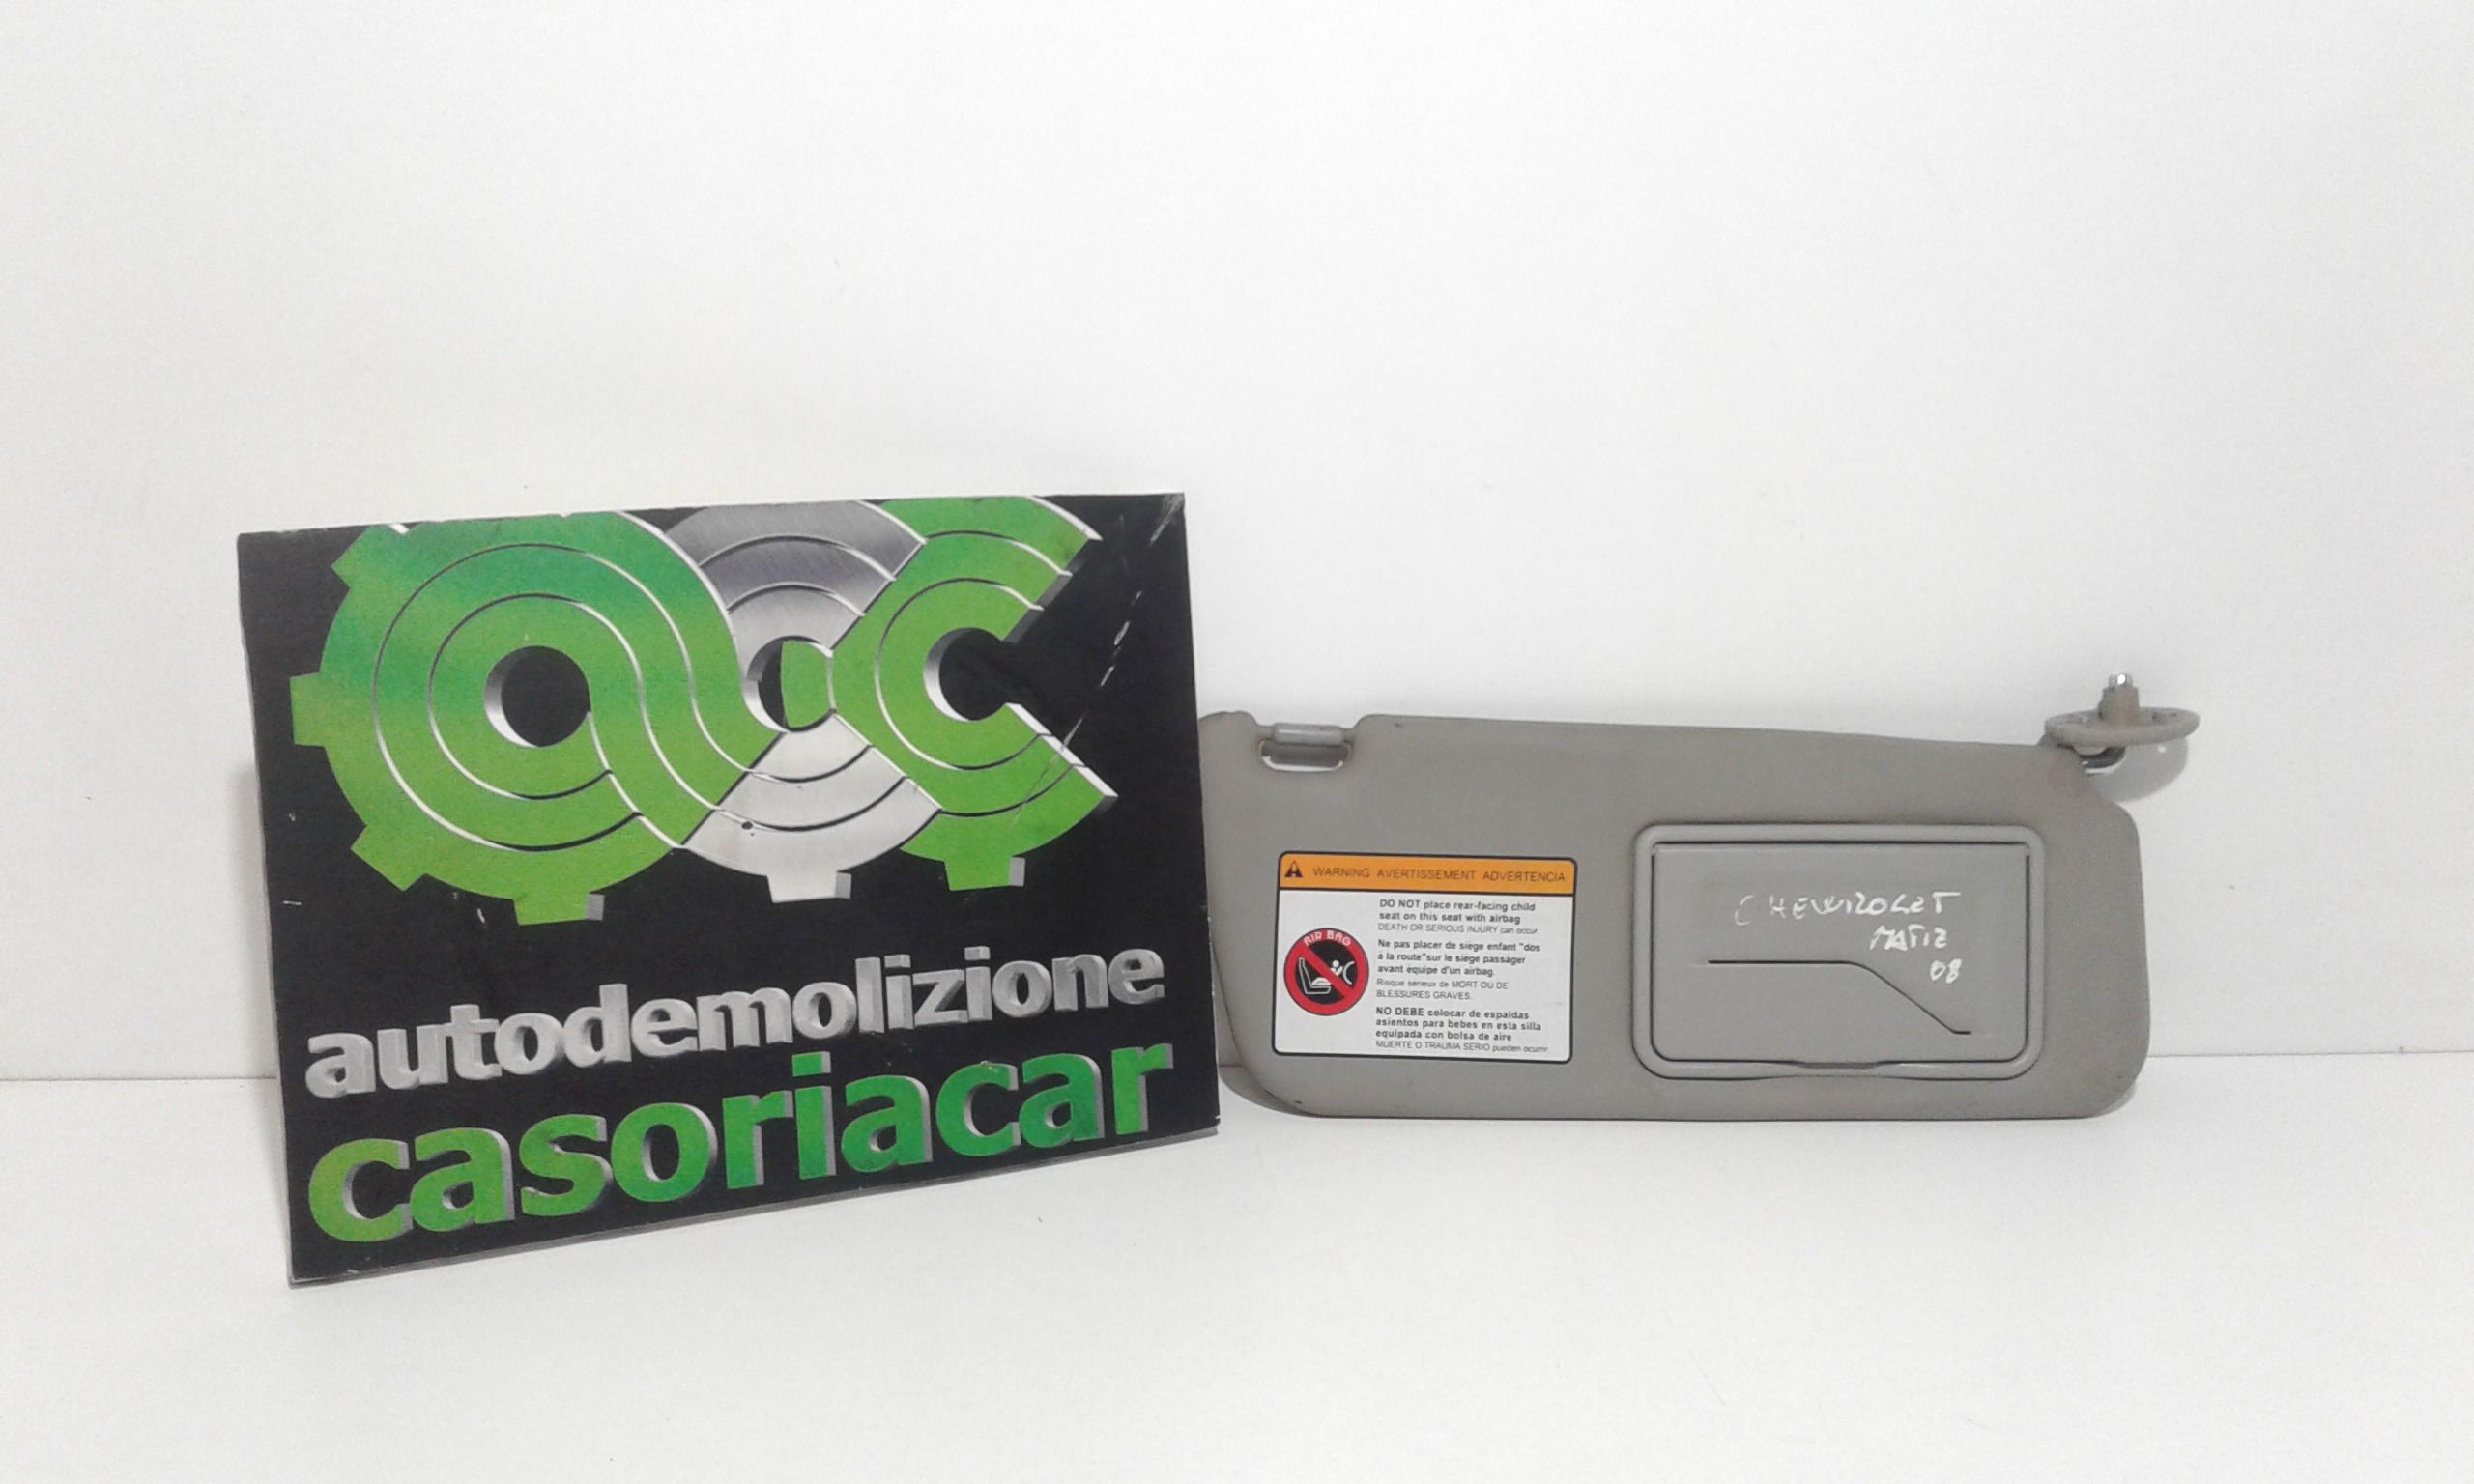 acc
autodemolizione
casoriacar
WARNING AVERTISSEMENT ADVERTENCIA
DO NOT place rear-facing child
seat on this seat with airbag
DEATH OR SERIOUS INJURY can occur
AIR BAG
Ne pas placer de siege enfant "dos
a la route"sur le siege passager
avant equipe d'un airbag.
Risque serieux de MORT OU DE
BLESSURES GRAVES.
NO DEBE colocar de espaldas
asientos para bebes en esta silla
equipada con bolsa de aire
MUERTE O TRAUMA SERIO pueden ocurrir
CHEWROLET
MATIZ
08